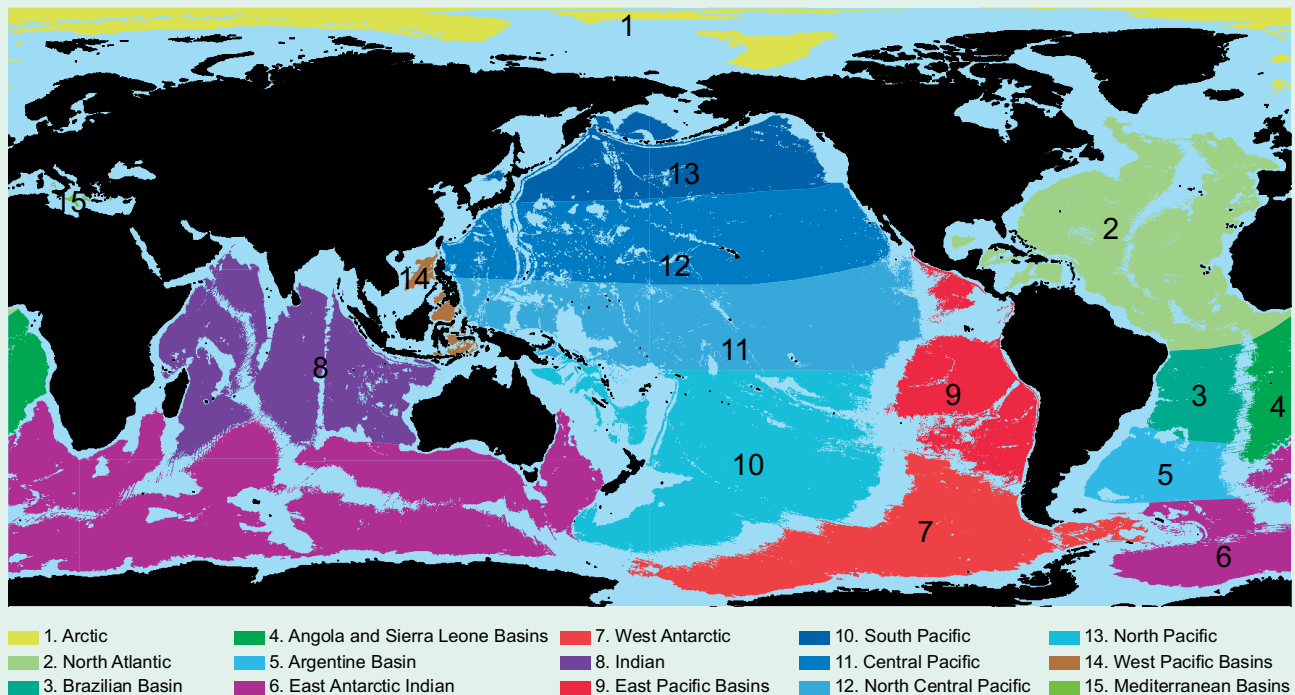 1
13
15
2
12
14
11
8
9
3
4
10
5
7
6
1. Arctic
2. North Atlantic
3. Brazilian Basin
4. Angola and Sierra Leone Basins
5. Argentine Basin
6. East Antarctic Indian
7. West Antarctic
8. Indian
9. East Pacific Basins
10. South Pacific
11. Central Pacific
12. North Central Pacific
13. North Pacific
14. West Pacific Basins
15. Mediterranean Basins